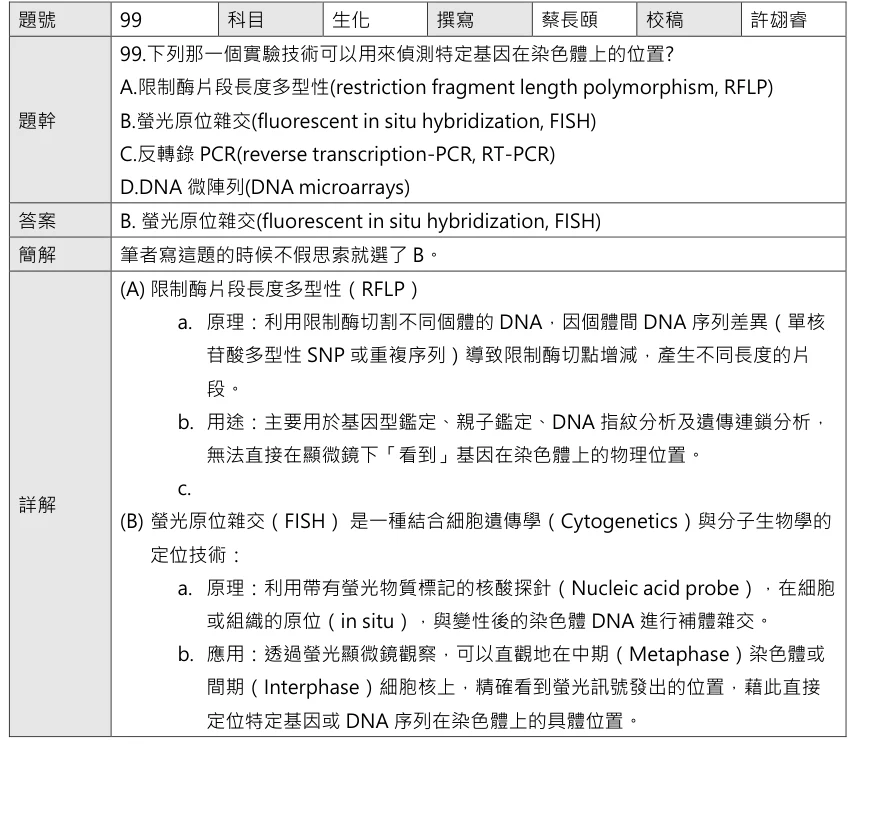 題號 99 科目 生化 撰寫 蔡長頤 校稿 許翃睿
99.下列那一個實驗技術可以用來偵測特定基因在染色體上的位置?
A.限制酶片段長度多型性(restriction fragment length polymorphism, RFLP)
題幹 B.螢光原位雜交(fluorescent in situ hybridization, FISH)
C.反轉錄 PCR(reverse transcription-PCR, RT-PCR)
D.DNA 微陣列(DNA microarrays)
答案 B. 螢光原位雜交(fluorescent in situ hybridization, FISH)
簡解 筆者寫這題的時候不假思索就選了 B。
詳解
(A) 限制酶片段長度多型性（RFLP）
a. 原理：利用限制酶切割不同個體的 DNA，因個體間 DNA 序列差異（單核
苷酸多型性 SNP 或重複序列）導致限制酶切點增減，產生不同長度的片
段。
b. 用途：主要用於基因型鑑定、親子鑑定、DNA 指紋分析及遺傳連鎖分析，
無法直接在顯微鏡下「看到」基因在染色體上的物理位置。
c.
(B) 螢光原位雜交（FISH） 是一種結合細胞遺傳學（Cytogenetics）與分子生物學的
定位技術：
a. 原理：利用帶有螢光物質標記的核酸探針（Nucleic acid probe），在細胞
或組織的原位（in situ），與變性後的染色體 DNA 進行補體雜交。
b. 應用：透過螢光顯微鏡觀察，可以直觀地在中期（Metaphase）染色體或
間期（Interphase）細胞核上，精確看到螢光訊號發出的位置，藉此直接
定位特定基因或 DNA 序列在染色體上的具體位置。